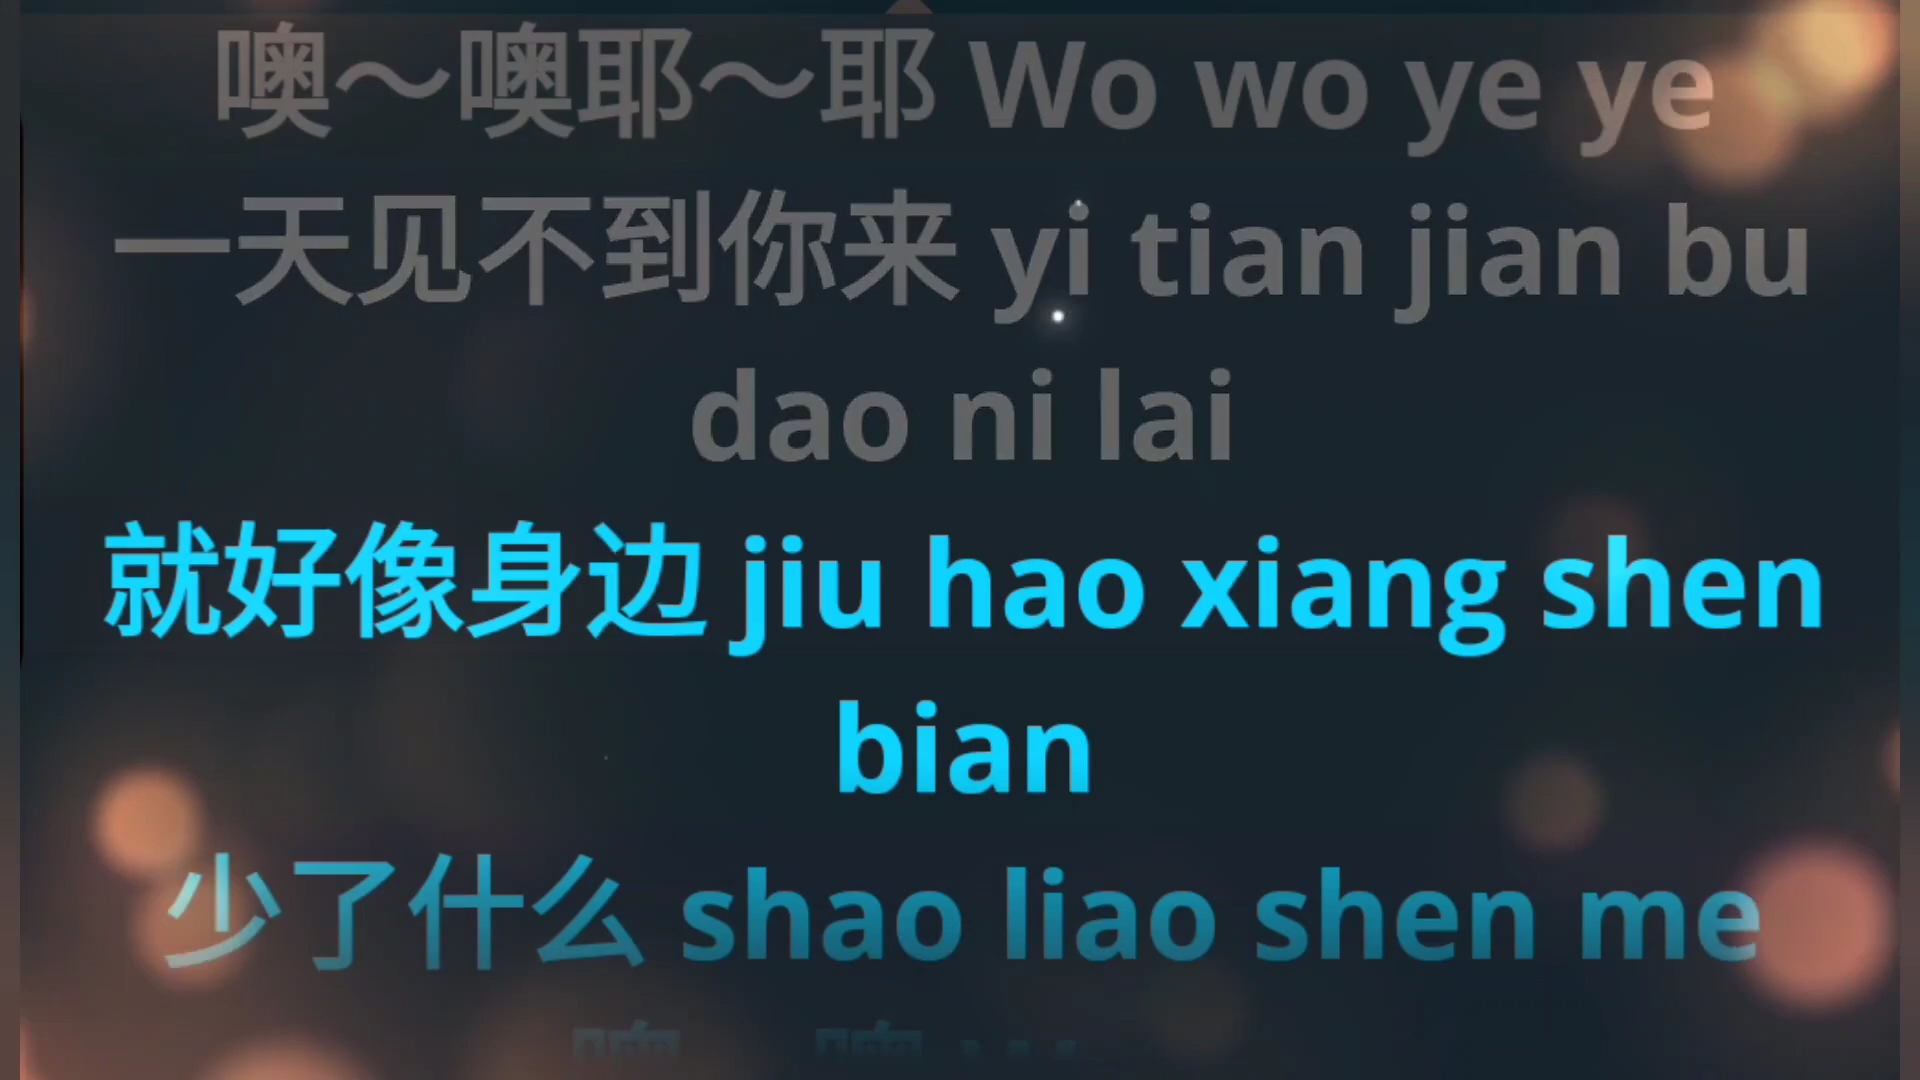 噢～噢耶～耶 Wo wo ye ye
一天见不到你来 yi tian jian bu
dao ni lai
就好像身边 jiu hao xiang shen
bian
少了什么 shao liao shen me